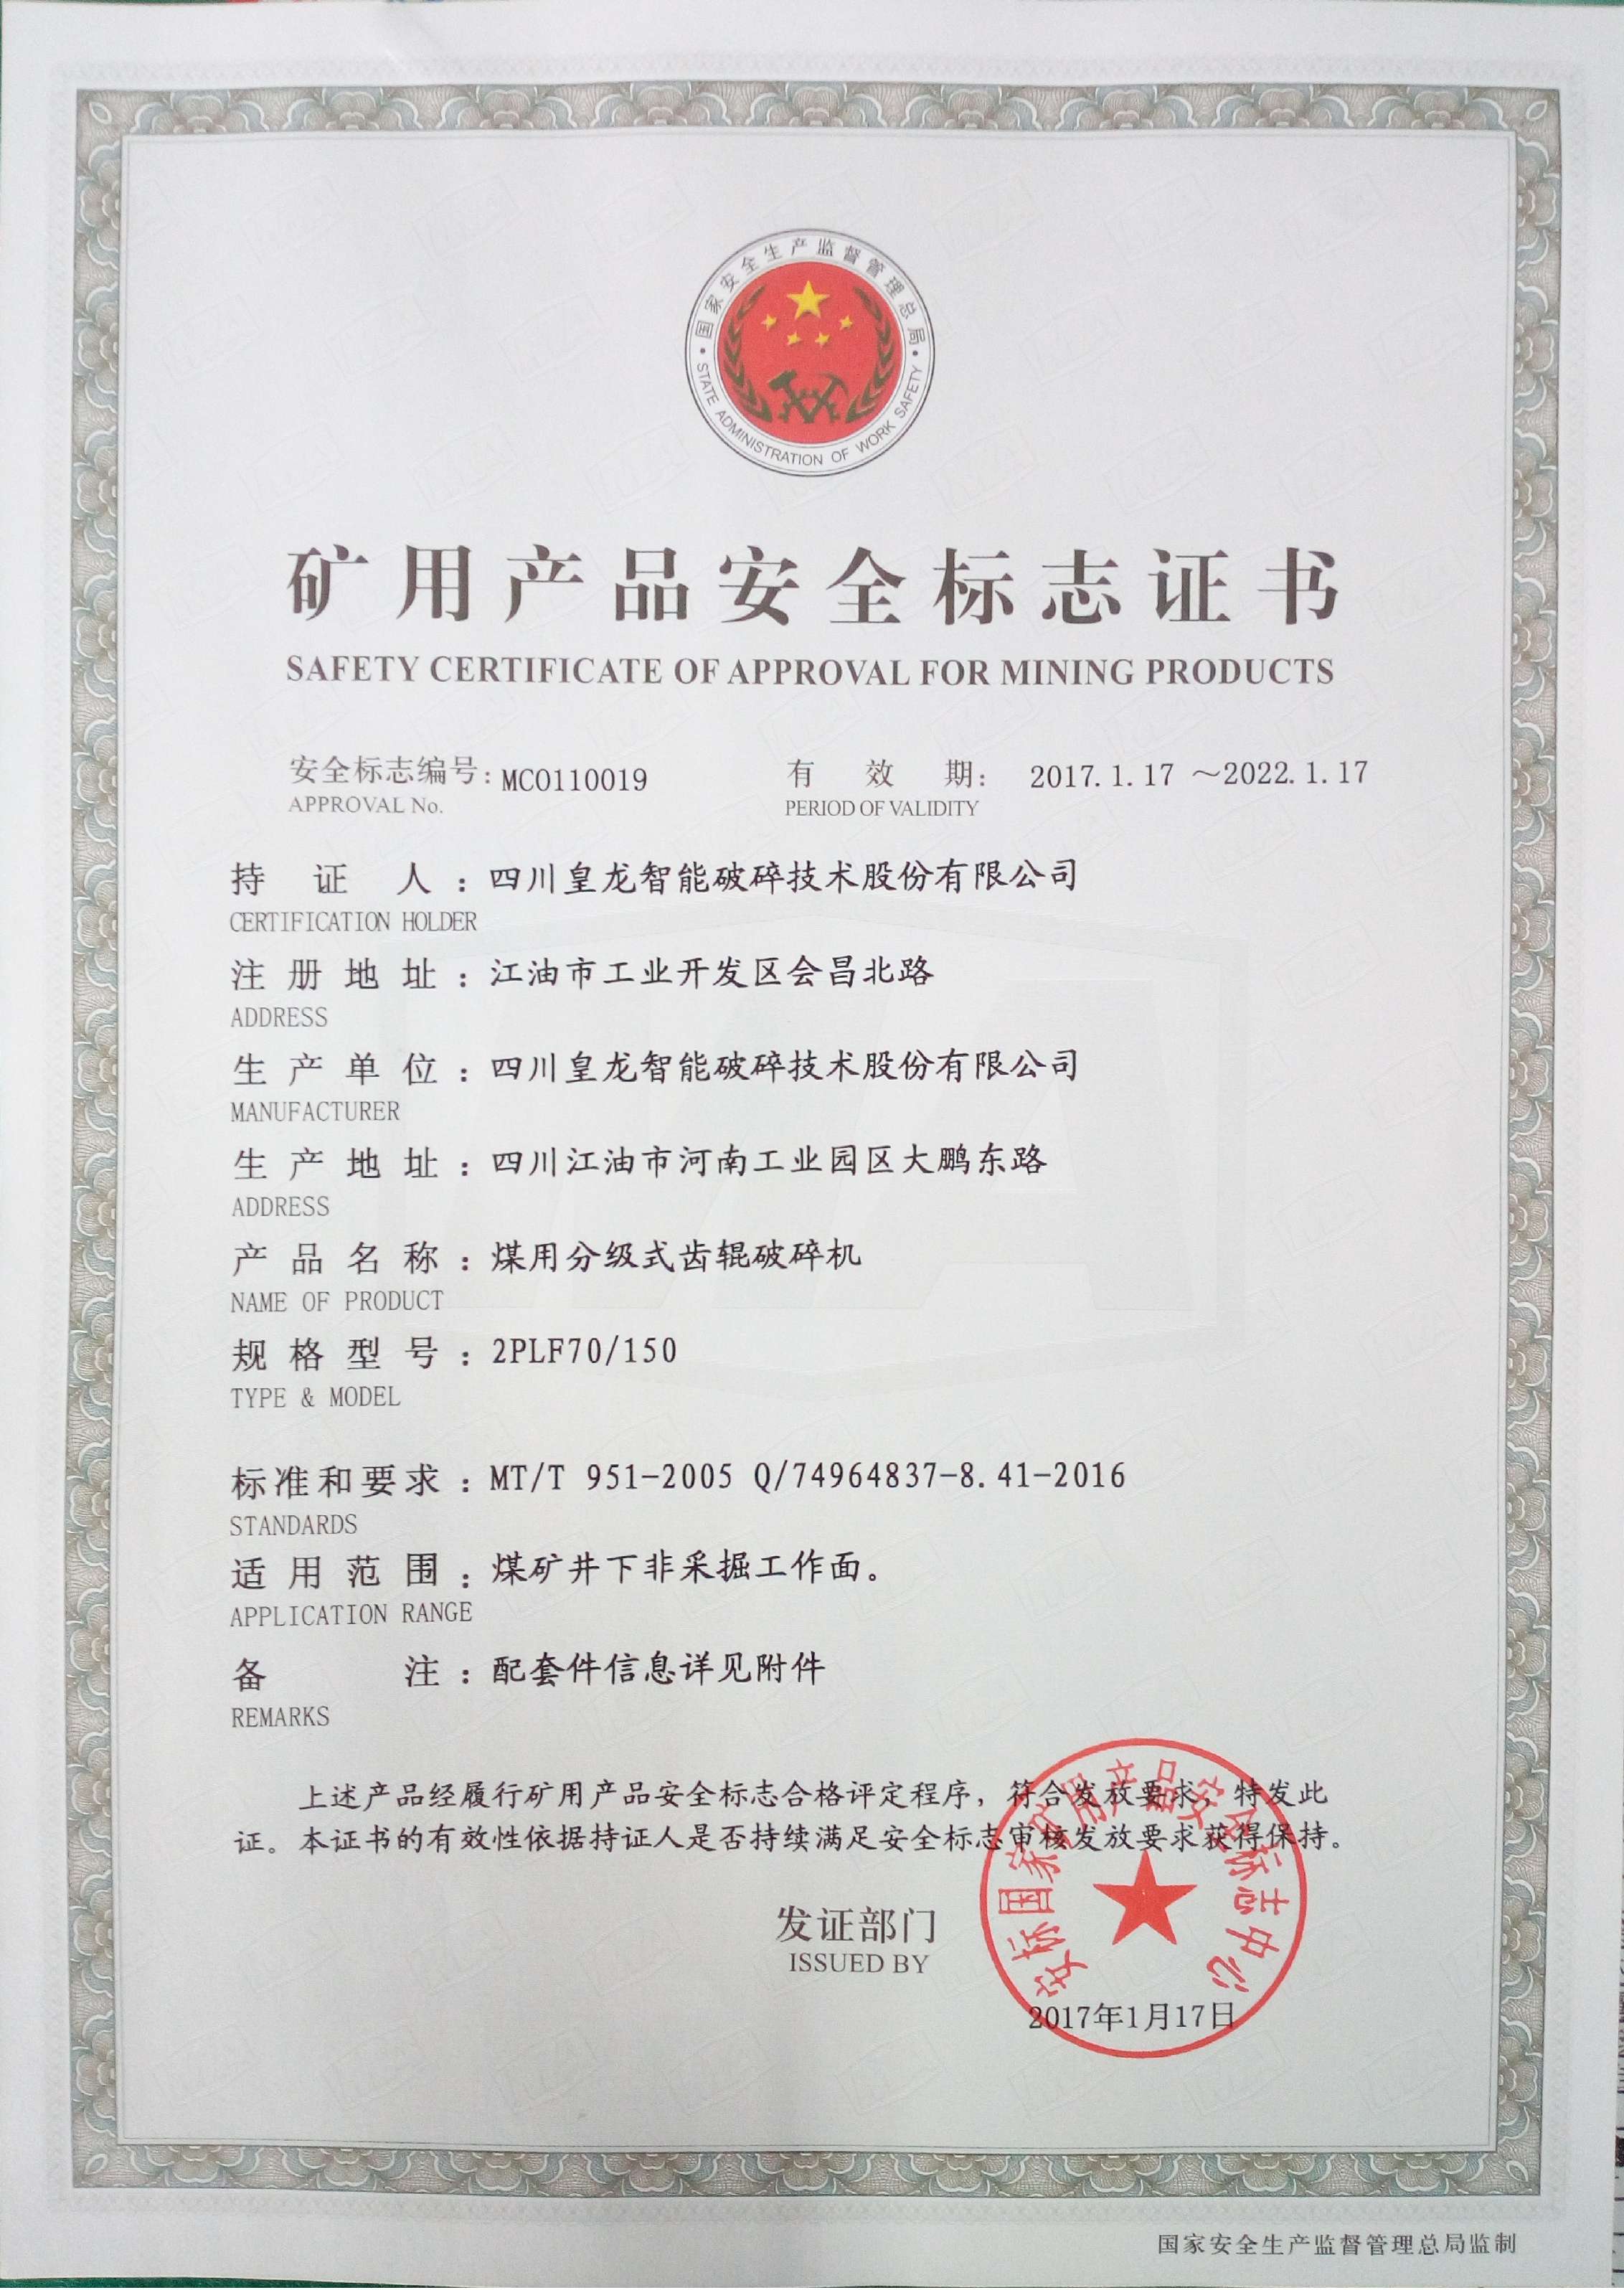 国家安全生产监督管理总局
STATE ADMINISTRATION OF WORK SAFETY
矿用产品安全标志证书
SAFETY CERTIFICATE OF APPROVAL FOR MINING PRODUCTS
安全标志编号: MCO110019 有效期: 2017.1.17 ～2022.1.17
APPROVAL No. PERIOD OF VALIDITY
持证人: 四川皇龙智能破碎技术股份有限公司
CERTIFICATION HOLDER
注册地址: 江油市工业开发区会昌北路
ADDRESS
生产单位: 四川皇龙智能破碎技术股份有限公司
MANUFACTURER
生产地址: 四川江油市河南工业园区大鹏东路
ADDRESS
产品名称: 煤用分级式齿辊破碎机
NAME OF PRODUCT
规格型号: 2PLF70/150
TYPE & MODEL
标准和要求: MT/T 951-2005 Q/74964837-8.41-2016
STANDARDS
适用范围: 煤矿井下非采掘工作面。
APPLICATION RANGE
备注: 配套件信息详见附件
REMARKS
上述产品经履行矿用产品安全标志合格评定程序，符合发放要求，特发此
证。本证书的有效性依据持证人是否持续满足安全标志审核发放要求获得保持。
发证部门
ISSUED BY
安标国家矿用产品安全标志中心
2017年1月17日
国家安全生产监督管理总局监制